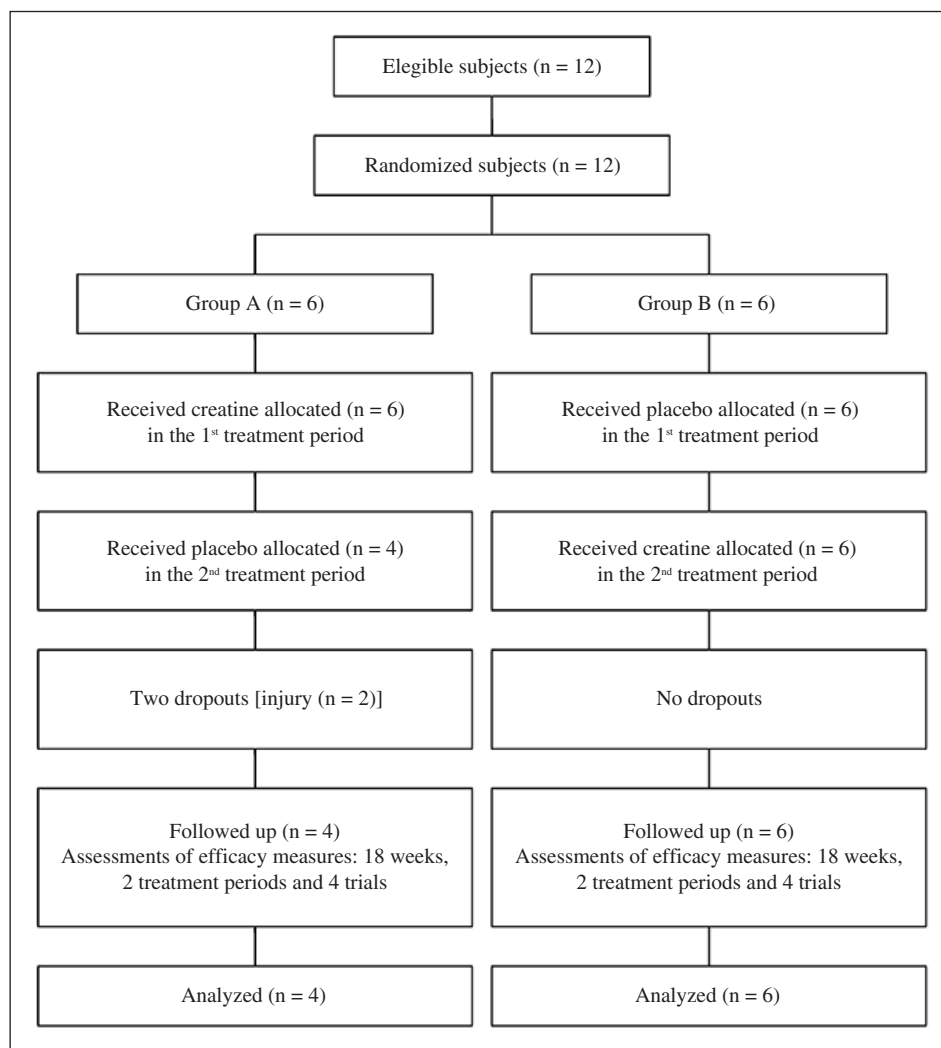 Elegible subjects (n = 12)
Randomized subjects (n = 12)
Group A (n = 6)
Group B (n = 6)
Received creatine allocated (n = 6)
in the 1st treatment period
Received placebo allocated (n = 6)
in the 1st treatment period
Received placebo allocated (n = 4)
in the 2nd treatment period
Received creatine allocated (n = 6)
in the 2nd treatment period
Two dropouts [injury (n = 2)]
No dropouts
Followed up (n = 4)
Assessments of efficacy measures: 18 weeks,
2 treatment periods and 4 trials
Followed up (n = 6)
Assessments of efficacy measures: 18 weeks,
2 treatment periods and 4 trials
Analyzed (n = 4)
Analyzed (n = 6)